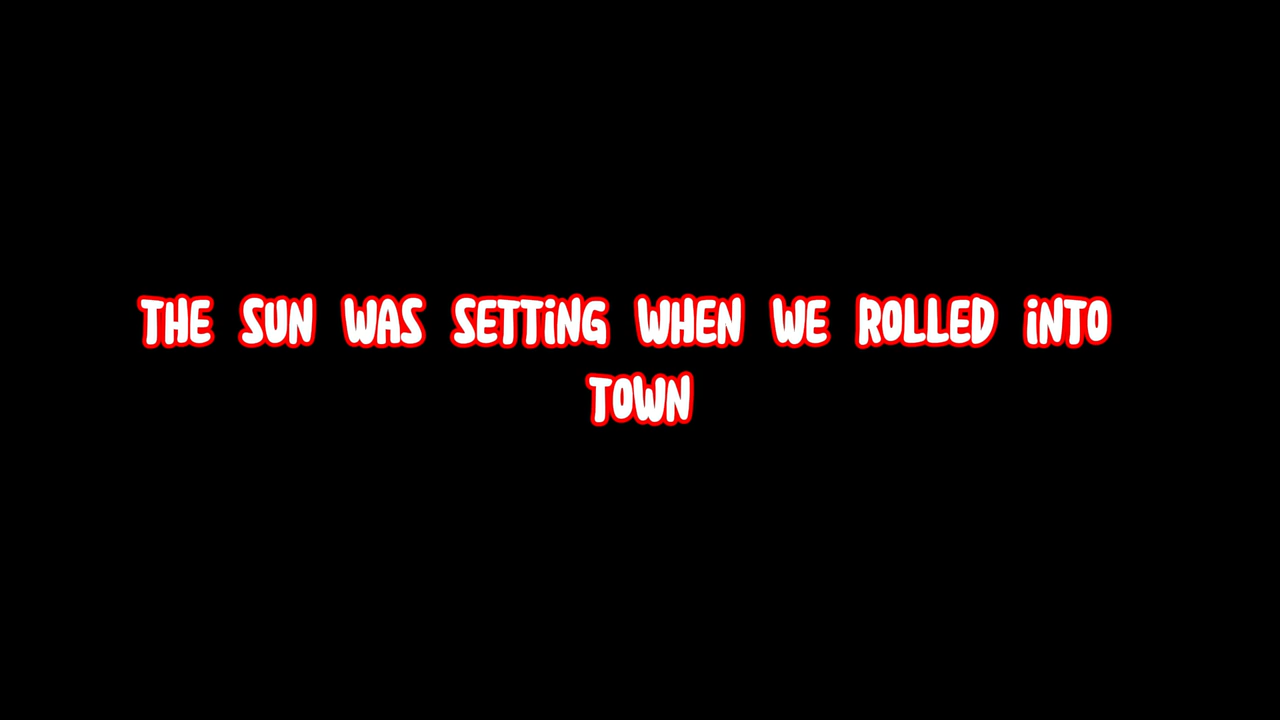 THE SUN WAS SETTiNG WHEN WE ROLLED iNTO
TOWN